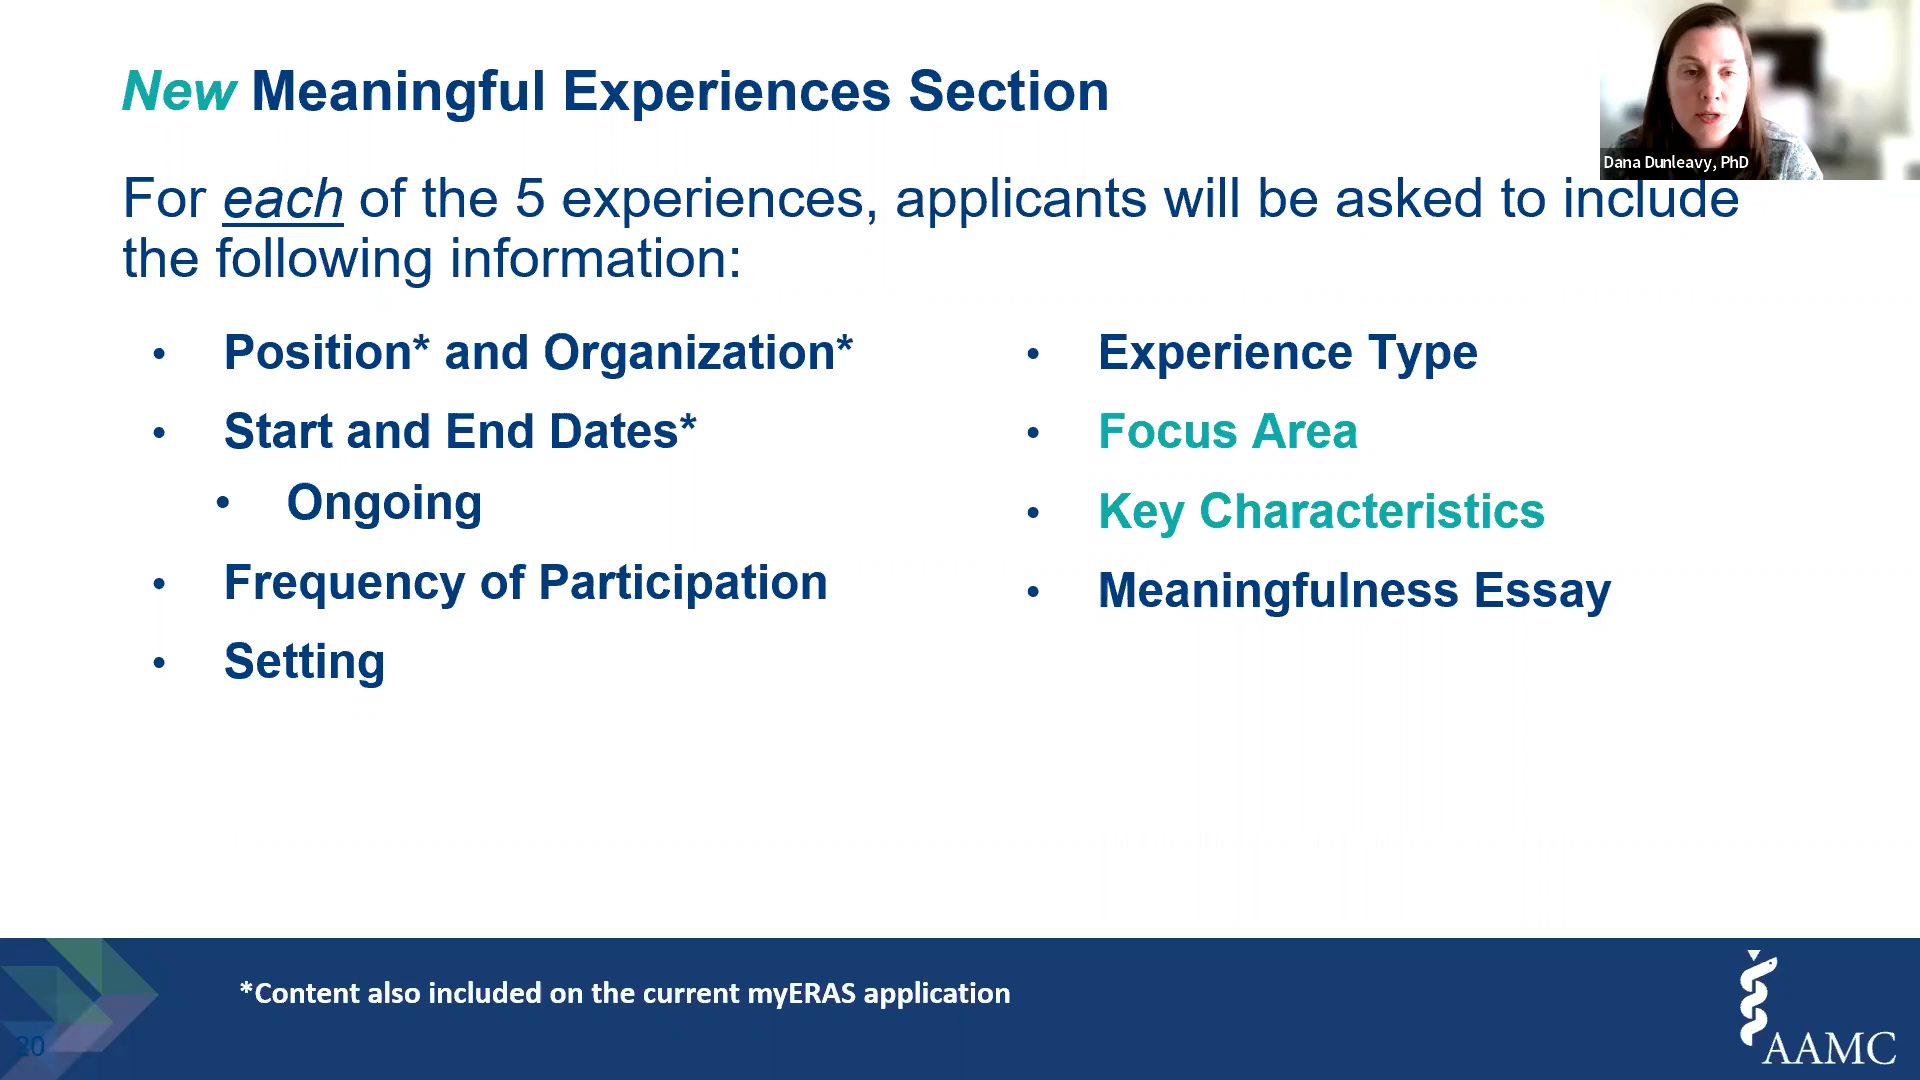 New Meaningful Experiences Section
Dana Dunleavy, PhD
For each of the 5 experiences, applicants will be asked to include
the following information:
• Position* and Organization*
• Start and End Dates*
• Ongoing
• Frequency of Participation
• Setting
• Experience Type
• Focus Area
• Key Characteristics
• Meaningfulness Essay
*Content also included on the current myERAS application
20
AAMC